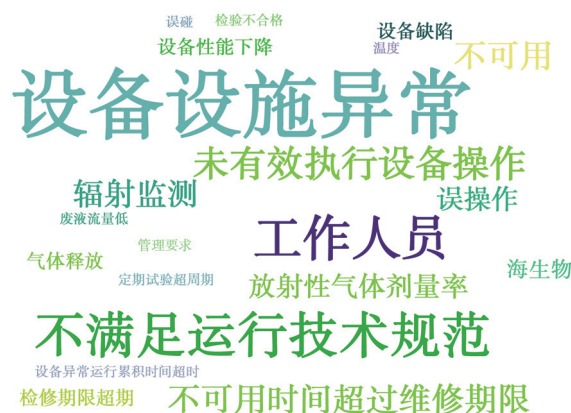 误碰
检验不合格
设备缺陷
设备性能下降
温度
不可用
设备设施异常
未有效执行设备操作
辐射监测
误操作
废液流量低
工作人员
管理要求
气体释放
海生物
定期试验超周期
放射性气体剂量率
不满足运行技术规范
设备异常运行累积时间超时
检修期限超期
不可用时间超过维修期限